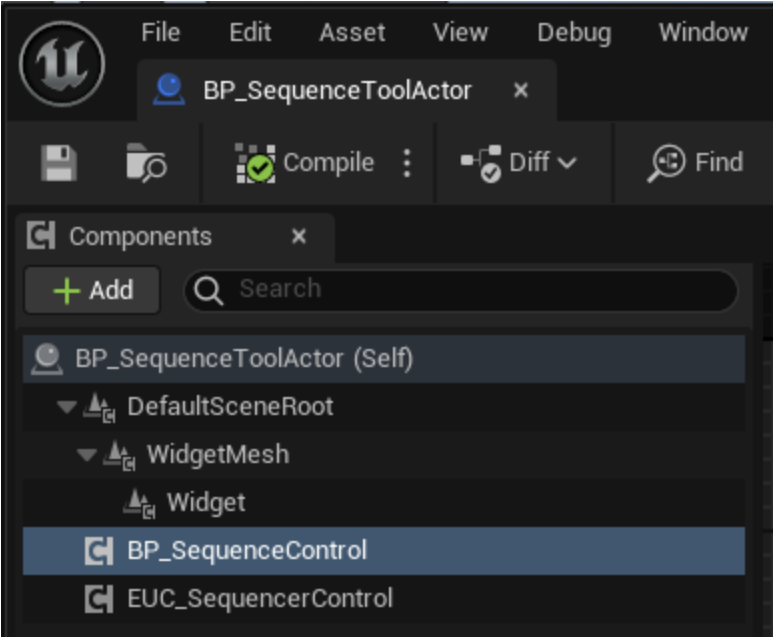 File Edit Asset View Debug Window
BP_SequenceToolActor
Compile Diff Find
Components
Add Search
BP_SequenceToolActor (Self)
DefaultSceneRoot
WidgetMesh
Widget
BP_SequenceControl
EUC_SequencerControl